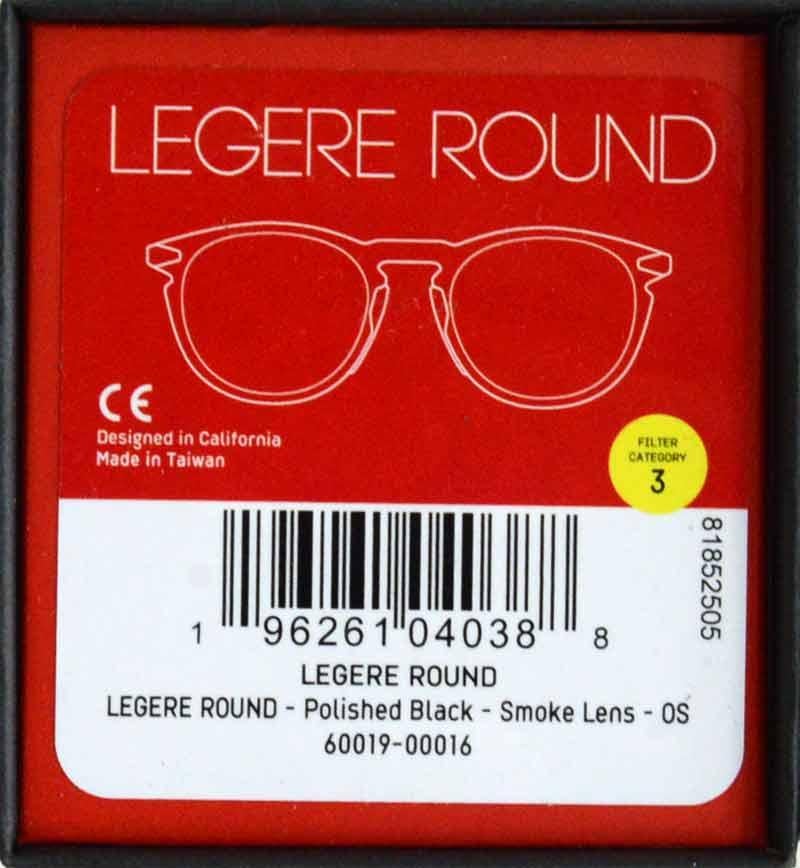 LEGERE ROUND
CE
Designed in California
Made in Taiwan
FILTER
CATEGORY
3
81852505
1 96261 04038 8
LEGERE ROUND
LEGERE ROUND - Polished Black - Smoke Lens - OS
60019-00016